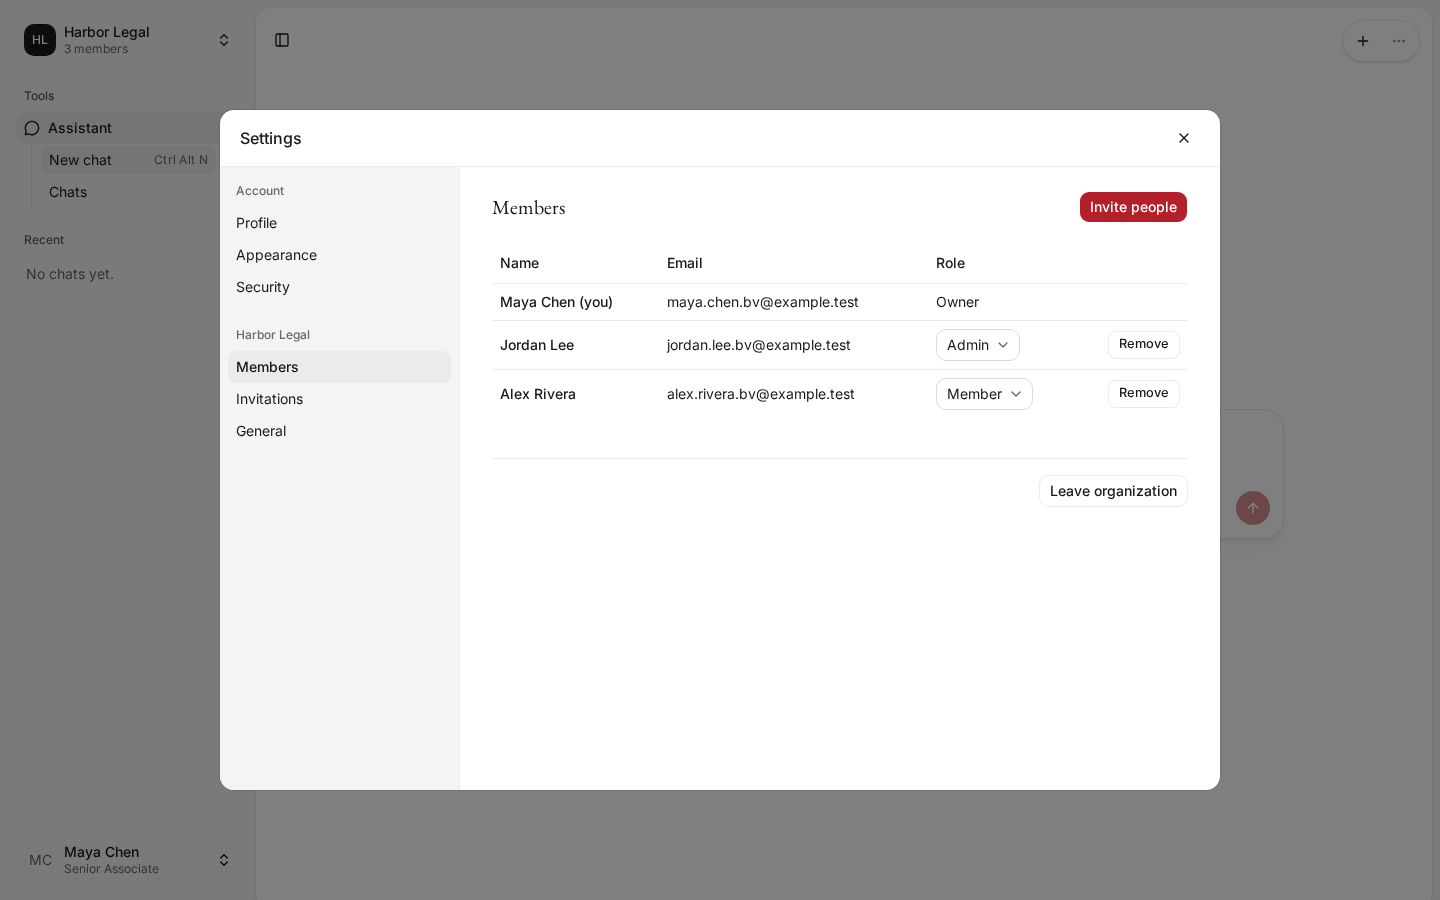 HL
Harbor Legal
3 members
Tools
Assistant
New chat Ctrl Alt N
Chats
Recent
No chats yet.
MC
Maya Chen
Senior Associate
Settings
Account
Profile
Appearance
Security
Harbor Legal
Members
Invitations
General
Members Invite people
Name Email Role
Maya Chen (you) maya.chen.bv@example.test Owner
Jordan Lee jordan.lee.bv@example.test Admin Remove
Alex Rivera alex.rivera.bv@example.test Member Remove
Leave organization